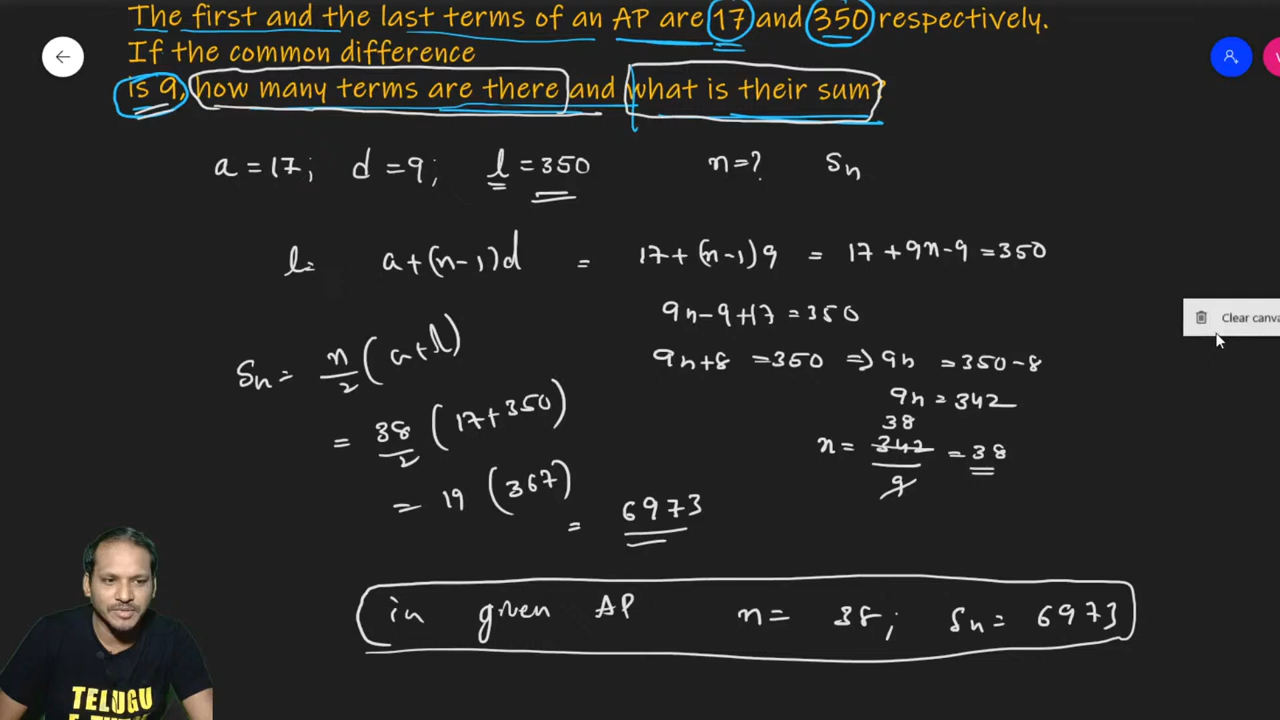 The first and the last terms of an AP are 17 and 350 respectively.
If the common difference
is 9, how many terms are there and what is their sum?
a = 17; d = 9; l = 350 n = ? Sn
l = a + (n-1)d = 17 + (n-1)9 = 17 + 9n - 9 = 350
9n - 9 + 17 = 350
9n + 8 = 350 ⇒ 9n = 350 - 8
9n = 342
38
n = 342/9 = 38
Sn = n/2 (a + l)
= 38/2 (17 + 350)
= 19 (367)
= 6973
in given AP n = 38; Sn = 6973
Clear canva
TELUGU